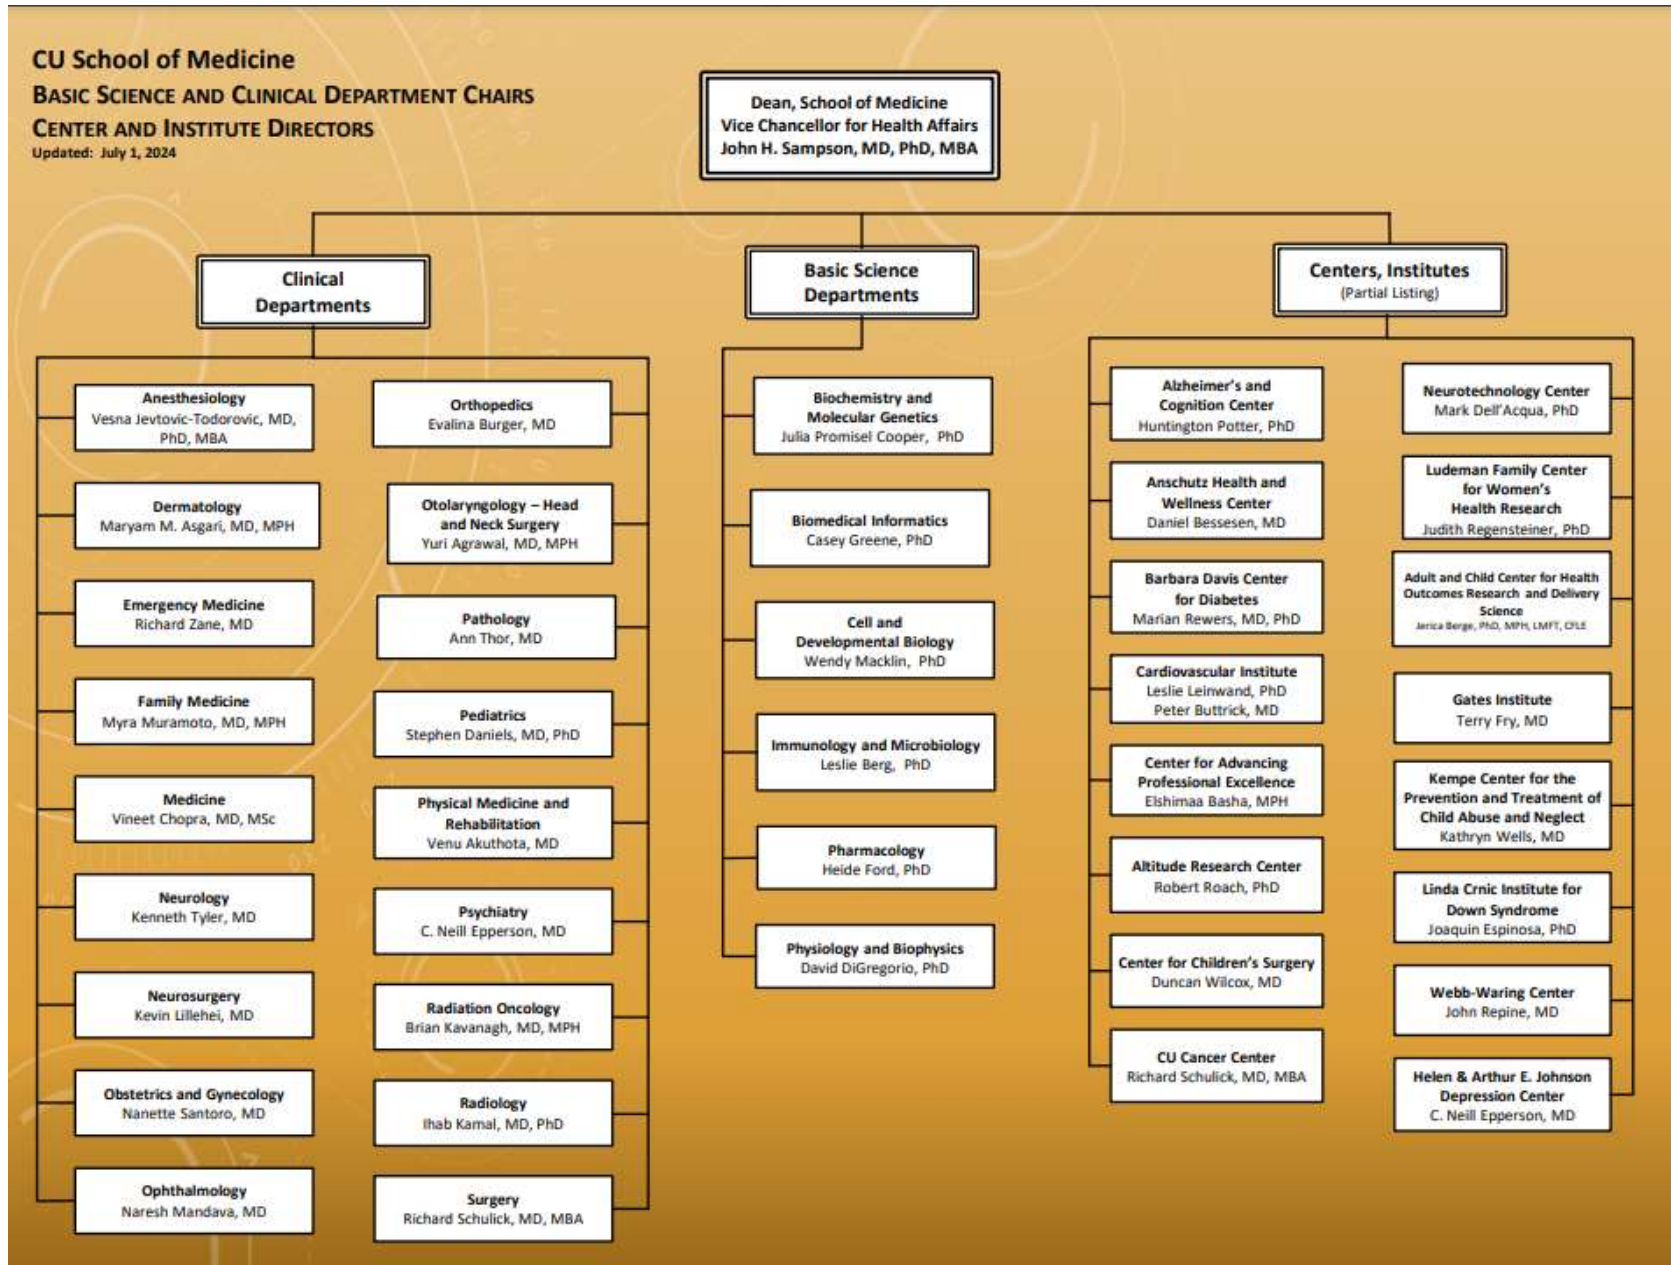 CU School of Medicine
BASIC SCIENCE AND CLINICAL DEPARTMENT CHAIRS
CENTER AND INSTITUTE DIRECTORS
Updated: July 1, 2024
Dean, School of Medicine
Vice Chancellor for Health Affairs
John H. Sampson, MD, PhD, MBA
Clinical
Departments
Anesthesiology
Vesna Jevtovic-Todorovic, MD,
PhD, MBA
Dermatology
Maryam M. Asgari, MD, MPH
Emergency Medicine
Richard Zane, MD
Family Medicine
Myra Muramoto, MD, MPH
Medicine
Vineet Chopra, MD, MSc
Neurology
Kenneth Tyler, MD
Neurosurgery
Kevin Lillehei, MD
Obstetrics and Gynecology
Nanette Santoro, MD
Ophthalmology
Naresh Mandava, MD
Orthopedics
Evalina Burger, MD
Otolaryngology – Head
and Neck Surgery
Yuri Agrawal, MD, MPH
Pathology
Ann Thor, MD
Pediatrics
Stephen Daniels, MD, PhD
Physical Medicine and
Rehabilitation
Venu Akuthota, MD
Psychiatry
C. Neill Epperson, MD
Radiation Oncology
Brian Kavanagh, MD, MPH
Radiology
Ihab Kamal, MD, PhD
Surgery
Richard Schulick, MD, MBA
Basic Science
Departments
Biochemistry and
Molecular Genetics
Julia Promisel Cooper, PhD
Biomedical Informatics
Casey Greene, PhD
Cell and
Developmental Biology
Wendy Macklin, PhD
Immunology and Microbiology
Leslie Berg, PhD
Pharmacology
Heide Ford, PhD
Physiology and Biophysics
David DiGregorio, PhD
Centers, Institutes
(Partial Listing)
Alzheimer's and
Cognition Center
Huntington Potter, PhD
Anschutz Health and
Wellness Center
Daniel Bessesen, MD
Barbara Davis Center
for Diabetes
Marian Rewers, MD, PhD
Cardiovascular Institute
Leslie Leinwand, PhD
Peter Buttrick, MD
Center for Advancing
Professional Excellence
Elshimaa Basha, MPH
Altitude Research Center
Robert Roach, PhD
Center for Children's Surgery
Duncan Wilcox, MD
CU Cancer Center
Richard Schulick, MD, MBA
Neurotechnology Center
Mark Dell'Acqua, PhD
Ludeman Family Center
for Women's
Health Research
Judith Regensteiner, PhD
Adult and Child Center for Health
Outcomes Research and Delivery
Science
Jerica Berge, PhD, MPH, LMFT, CFLE
Gates Institute
Terry Fry, MD
Kempe Center for the
Prevention and Treatment of
Child Abuse and Neglect
Kathryn Wells, MD
Linda Crnic Institute for
Down Syndrome
Joaquin Espinosa, PhD
Webb-Waring Center
John Repine, MD
Helen & Arthur E. Johnson
Depression Center
C. Neill Epperson, MD